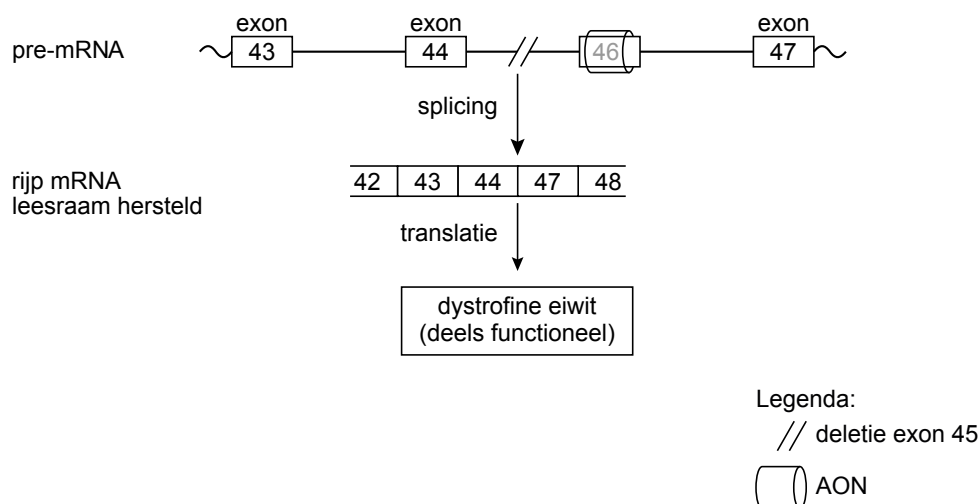 exon exon exon
pre-mRNA 43 44 46 47
splicing
42 43 44 47 48
rijp mRNA
leesraam hersteld
translatie
dystrofine eiwit
(deels functioneel)
Legenda:
deletie exon 45
AON